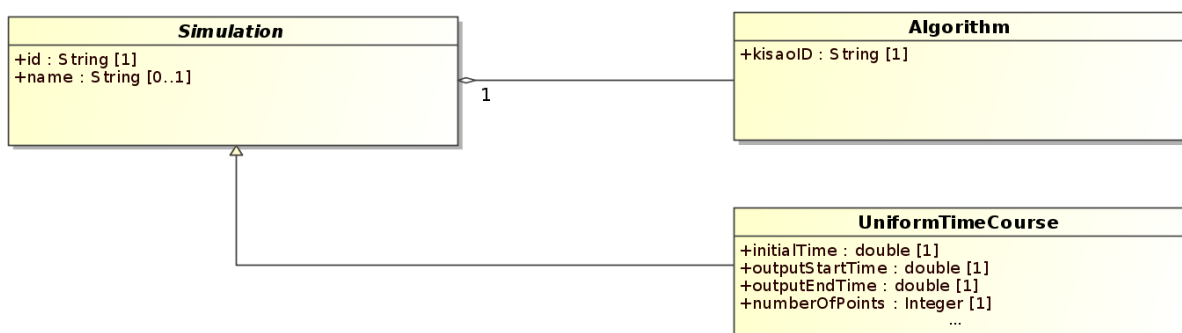 Simulation
+id : String [1]
+name : String [0..1]
1
Algorithm
+kisaoID : String [1]
UniformTimeCourse
+initialTime : double [1]
+outputStartTime : double [1]
+outputEndTime : double [1]
+numberOfPoints : Integer [1]
...